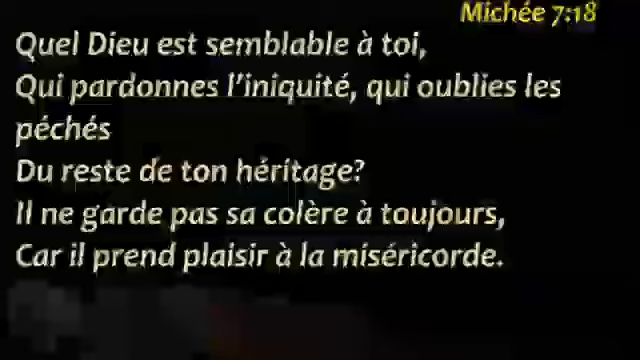 Michée 7:18
Quel Dieu est semblable à toi,
Qui pardonnes l'iniquité, qui oublies les
péchés
Du reste de ton héritage?
Il ne garde pas sa colère à toujours,
Car il prend plaisir à la miséricorde.